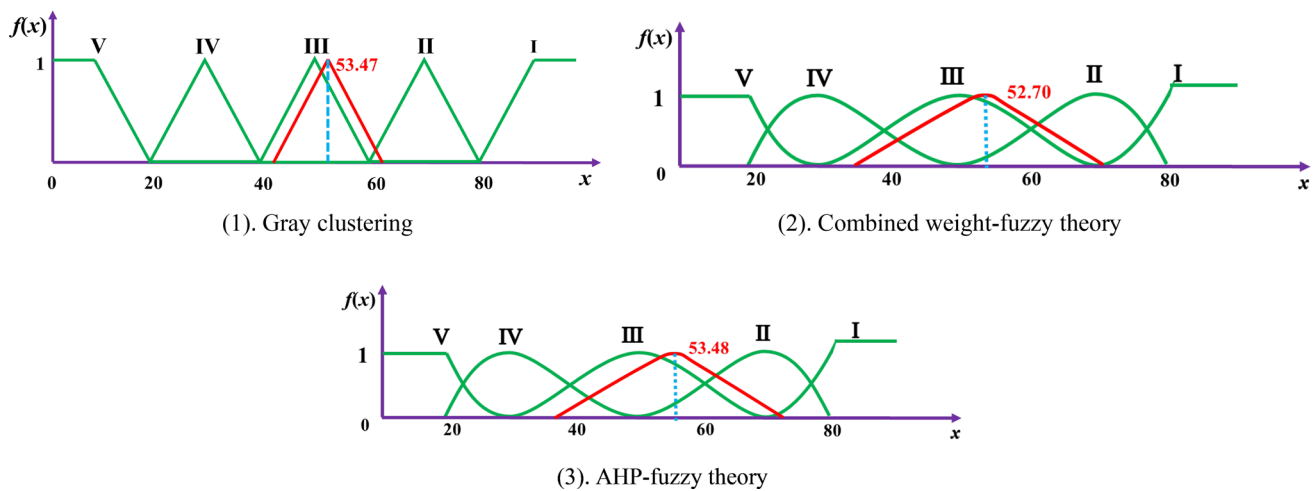 f(x)
V IV III II I
1
53.47
0 20 40 60 80 x
(1). Gray clustering
f(x)
V IV III II I
1
52.70
0 20 40 60 80 x
(2). Combined weight-fuzzy theory
f(x)
V IV III II I
1
53.48
0 20 40 60 80 x
(3). AHP-fuzzy theory